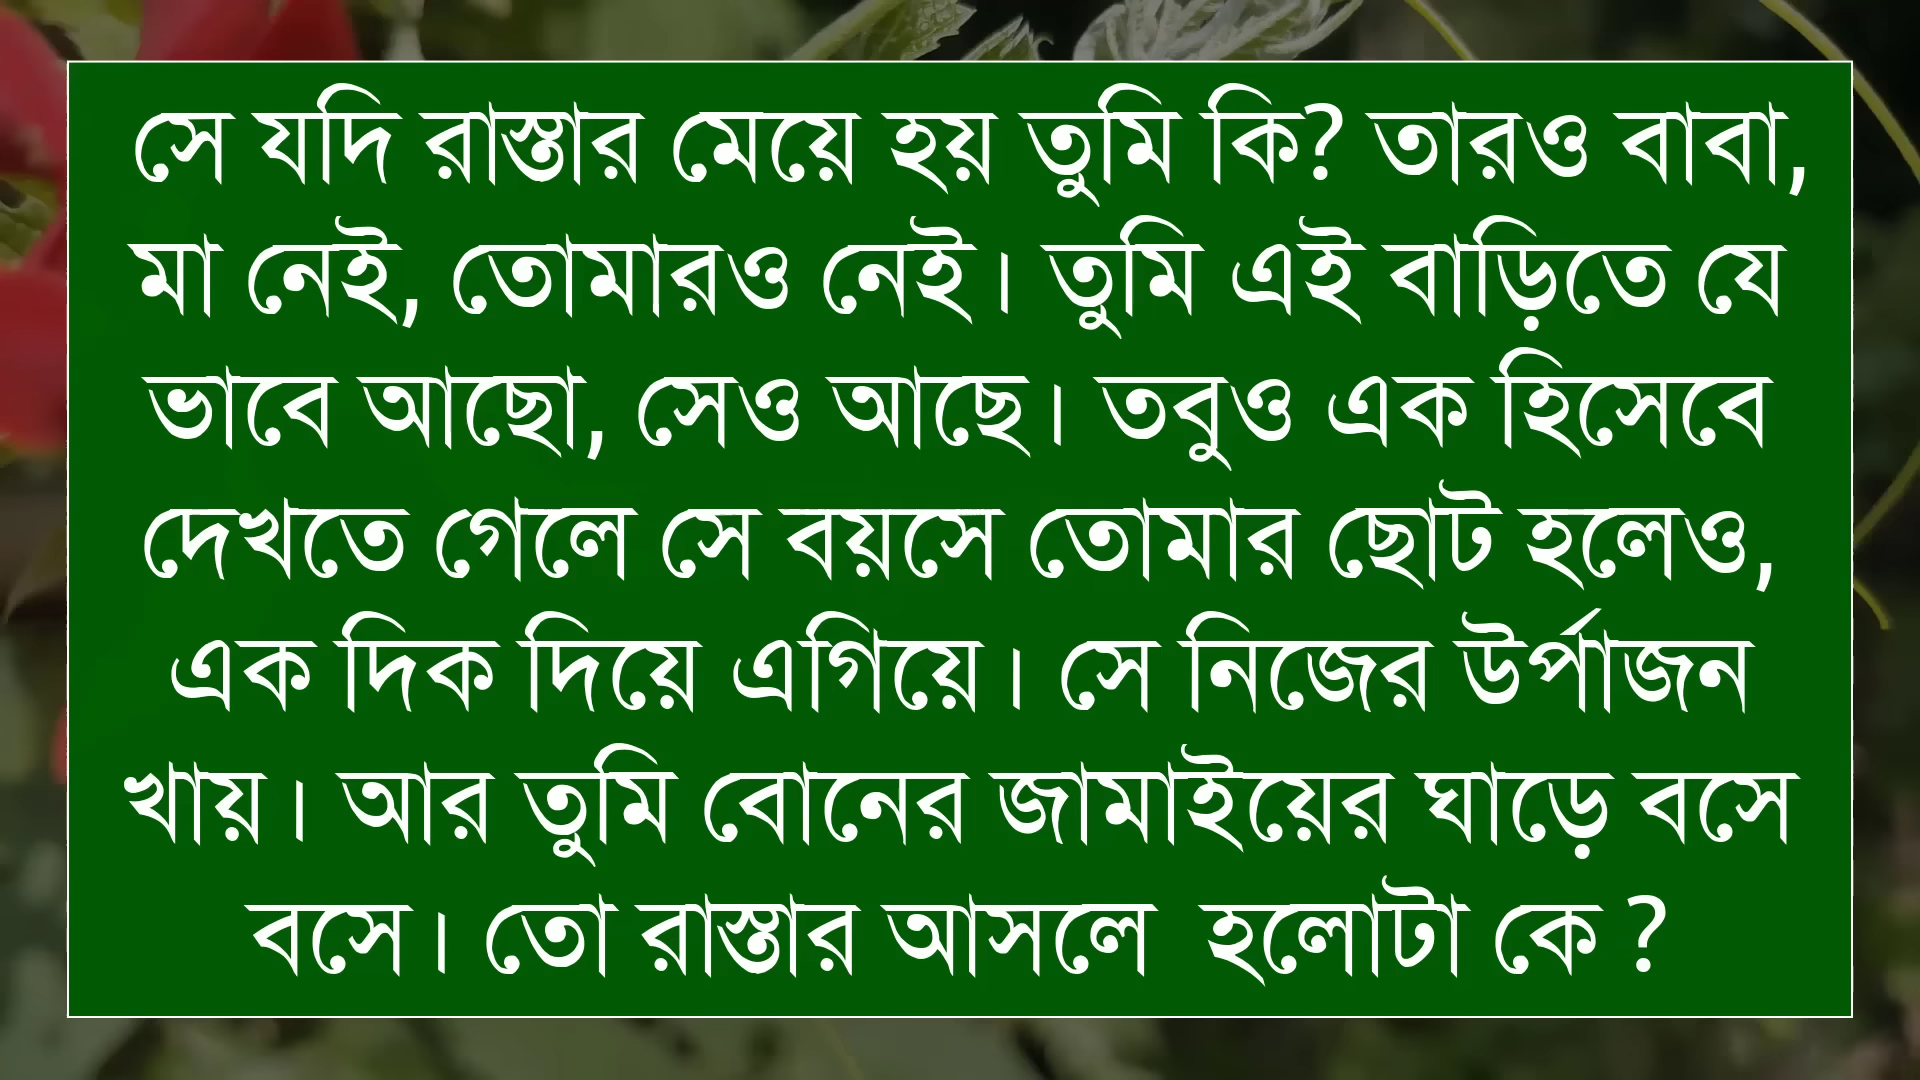 সে যদি রাস্তার মেয়ে হয় তুমি কি? তারও বাবা,
মা নেই, তোমারও নেই। তুমি এই বাড়িতে যে
ভাবে আছো, সেও আছে। তবুও এক হিসেবে
দেখতে গেলে সে বয়সে তোমার ছোট হলেও,
এক দিক দিয়ে এগিয়ে। সে নিজের উর্পাজন
খায়। আর তুমি বোনের জামাইয়ের ঘাড়ে বসে
বসে। তো রাস্তার আসলে হলোটা কে ?